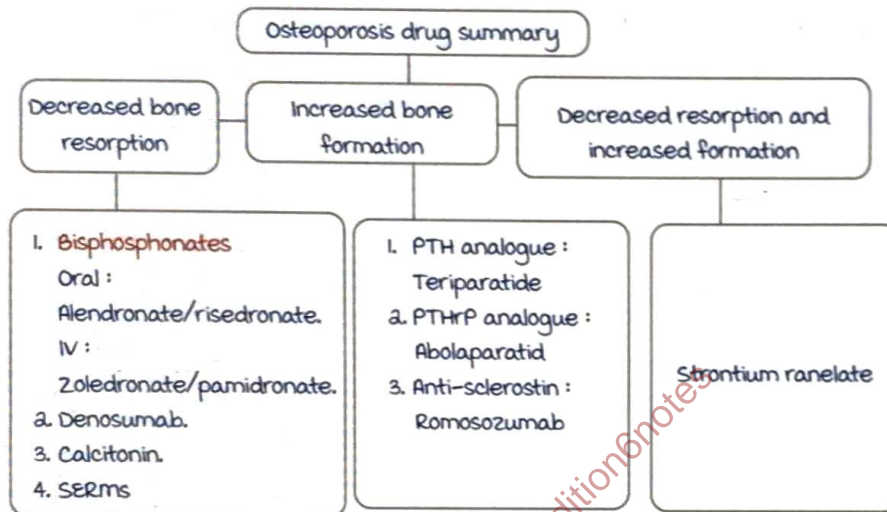 Osteoporosis drug summary
Decreased bone
resorption
Increased bone
formation
Decreased resorption and
increased formation
1. Bisphosphonates
Oral :
Alendronate/risedronate.
IV :
Zoledronate/pamidronate.
2. Denosumab.
3. Calcitonin.
4. SERMs
1. PTH analogue :
Teriparatide
2. PTHrP analogue :
Abolaparatid
3. Anti-sclerostin :
Romosozumab
Strontium ranelate
dition6notes